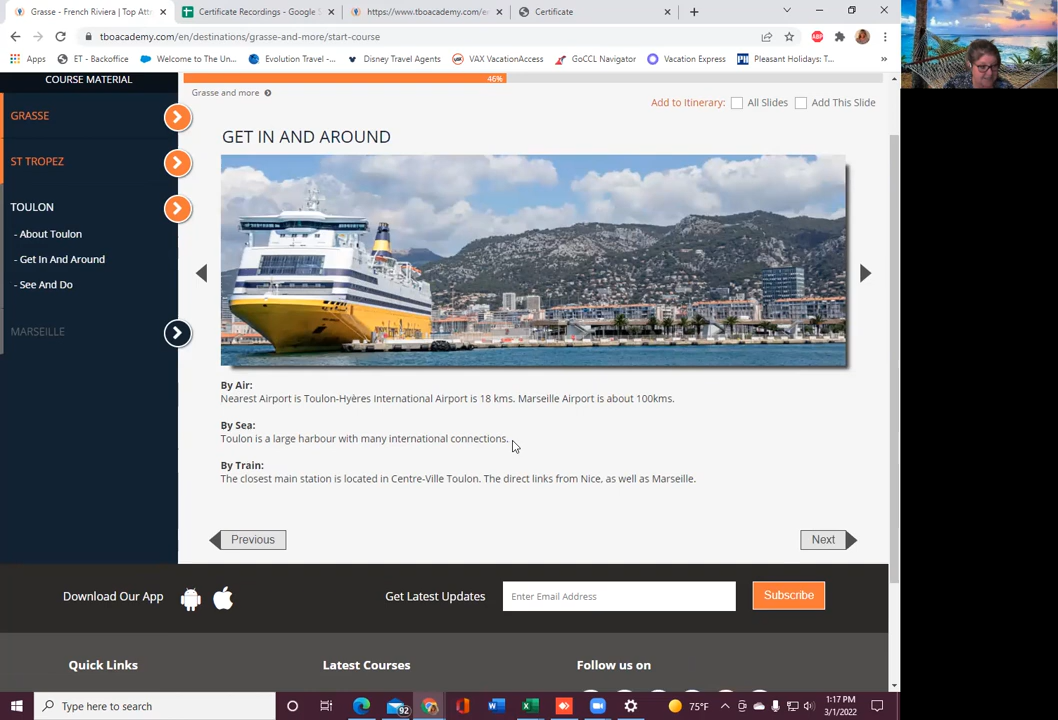 Grasse - French Riviera | Top Att
Certificate Recordings - Google S
https://www.tboacademy.com/e
Certificate
tboacademy.com/en/destinations/grasse-and-more/start-course
Apps
ET - Backoffice
Welcome to The Un...
Evolution Travel -...
Disney Travel Agents
VAX VacationAccess
GoCCL Navigator
Vacation Express
Pleasant Holidays: T...
COURSE MATERIAL
46%
Grasse and more
Add to Itinerary: All Slides Add This Slide
GRASSE
ST TROPEZ
TOULON
- About Toulon
- Get In And Around
- See And Do
MARSEILLE
GET IN AND AROUND
By Air:
Nearest Airport is Toulon-Hyères International Airport is 18 kms. Marseille Airport is about 100kms.
By Sea:
Toulon is a large harbour with many international connections.
By Train:
The closest main station is located in Centre-Ville Toulon. The direct links from Nice, as well as Marseille.
Previous
Next
Download Our App
Get Latest Updates
Enter Email Address
Subscribe
Quick Links
Latest Courses
Follow us on
Type here to search
92
75°F
1:17 PM
3/1/2022